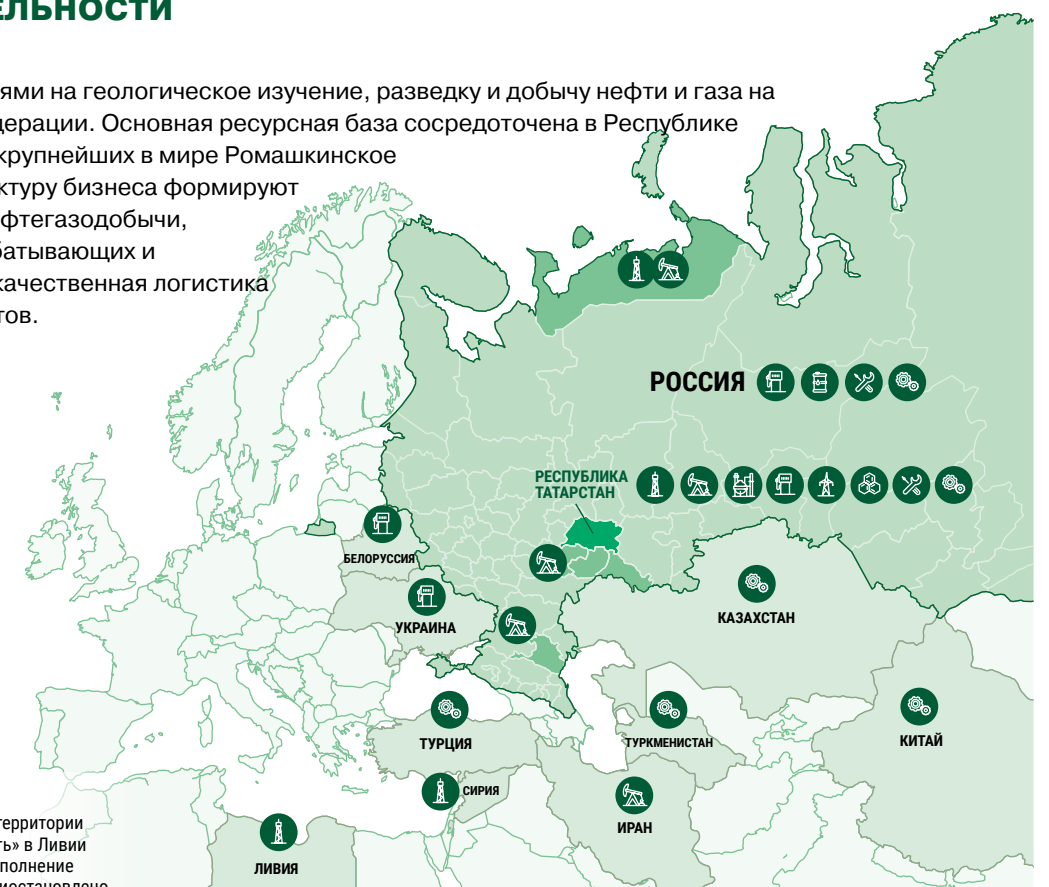 ЕЛЬНОСТИ
ями на геологическое изучение, разведку и добычу нефти и газа на
дерации. Основная ресурсная база сосредоточена в Республике
крупнейших в мире Ромашкинское
ктуру бизнеса формируют
фтегазодобычи,
батывающих и
качественная логистика
тов.
РОССИЯ
РЕСПУБЛИКА
ТАТАРСТАН
БЕЛОРУССИЯ
УКРАИНА
КАЗАХСТАН
ТУРЦИЯ
ТУРКМЕНИСТАН
КИТАЙ
СИРИЯ
ИРАН
ЛИВИЯ
территории
ть» в Ливии
полнение
иостановлено